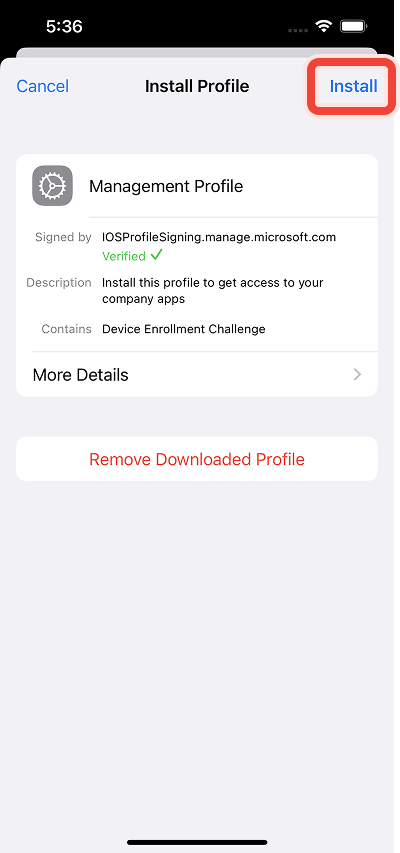 5:36
Cancel Install Profile Install
Management Profile
Signed by IOSProfileSigning.manage.microsoft.com
Verified ✓
Description Install this profile to get access to your
company apps
Contains Device Enrollment Challenge
More Details
Remove Downloaded Profile